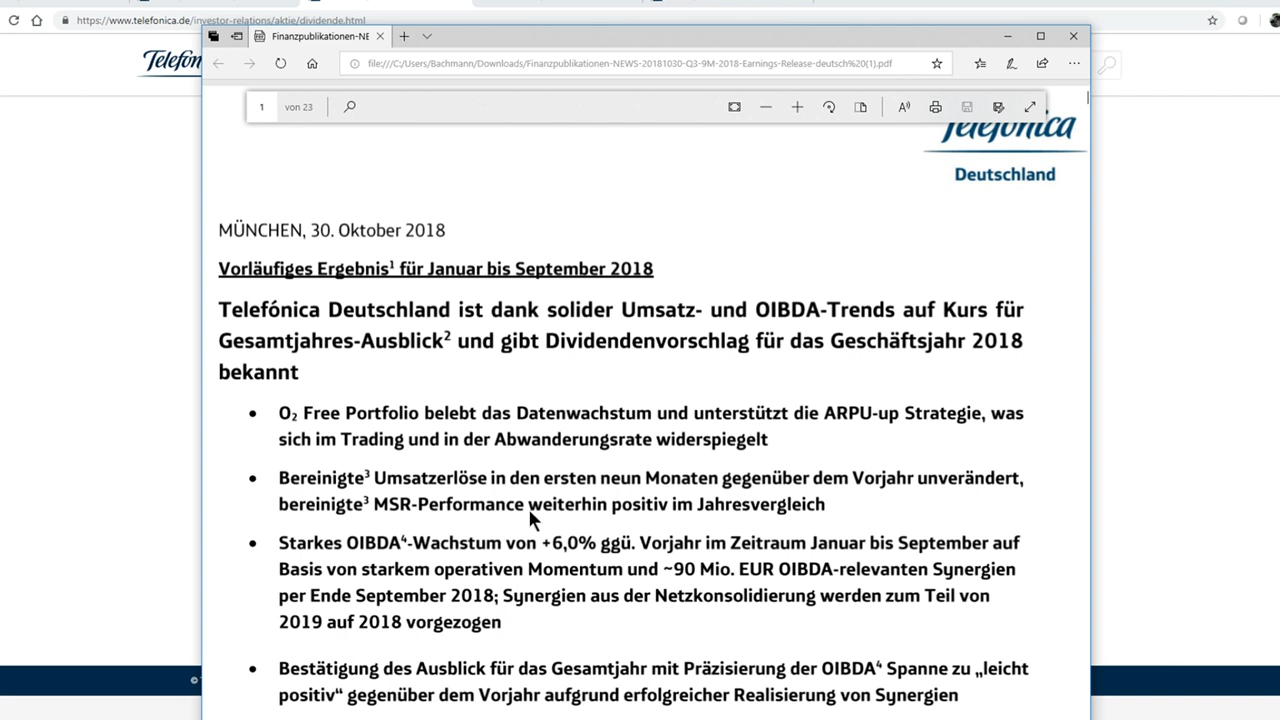 https://www.telefonica.de/investor-relations/aktie/dividende.html
Finanzpublikationen-NE
Telefón
file:///C:/Users/Bachmann/Downloads/Finanzpublikationen-NEWS-20181030-Q3-9M-2018-Earnings-Release-deutsch%20(1).pdf
1 von 23
Telefónica
Deutschland
MÜNCHEN, 30. Oktober 2018
Vorläufiges Ergebnis¹ für Januar bis September 2018
Telefónica Deutschland ist dank solider Umsatz- und OIBDA-Trends auf Kurs für
Gesamtjahres-Ausblick² und gibt Dividendenvorschlag für das Geschäftsjahr 2018
bekannt
• O₂ Free Portfolio belebt das Datenwachstum und unterstützt die ARPU-up Strategie, was
sich im Trading und in der Abwanderungsrate widerspiegelt
• Bereinigte³ Umsatzerlöse in den ersten neun Monaten gegenüber dem Vorjahr unverändert,
bereinigte³ MSR-Performance weiterhin positiv im Jahresvergleich
• Starkes OIBDA⁴-Wachstum von +6,0% ggü. Vorjahr im Zeitraum Januar bis September auf
Basis von starkem operativen Momentum und ~90 Mio. EUR OIBDA-relevanten Synergien
per Ende September 2018; Synergien aus der Netzkonsolidierung werden zum Teil von
2019 auf 2018 vorgezogen
• Bestätigung des Ausblick für das Gesamtjahr mit Präzisierung der OIBDA⁴ Spanne zu „leicht
positiv“ gegenüber dem Vorjahr aufgrund erfolgreicher Realisierung von Synergien